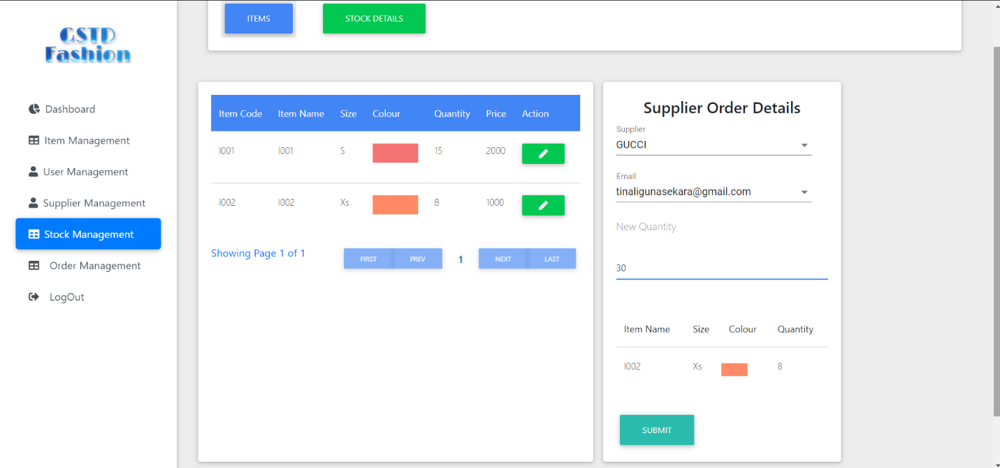 GSTD
Fashion
Dashboard
Item Management
User Management
Supplier Management
Stock Management
Order Management
LogOut
ITEMS
STOCK DETAILS
Item Code Item Name Size Colour Quantity Price Action
I001 I001 S 15 2000
I002 I002 Xs 8 1000
Showing Page 1 of 1
FIRST PREV 1 NEXT LAST
Supplier Order Details
Supplier
GUCCI
Email
tinaligunasekara@gmail.com
New Quantity
30
Item Name Size Colour Quantity
I002 Xs 8
SUBMIT